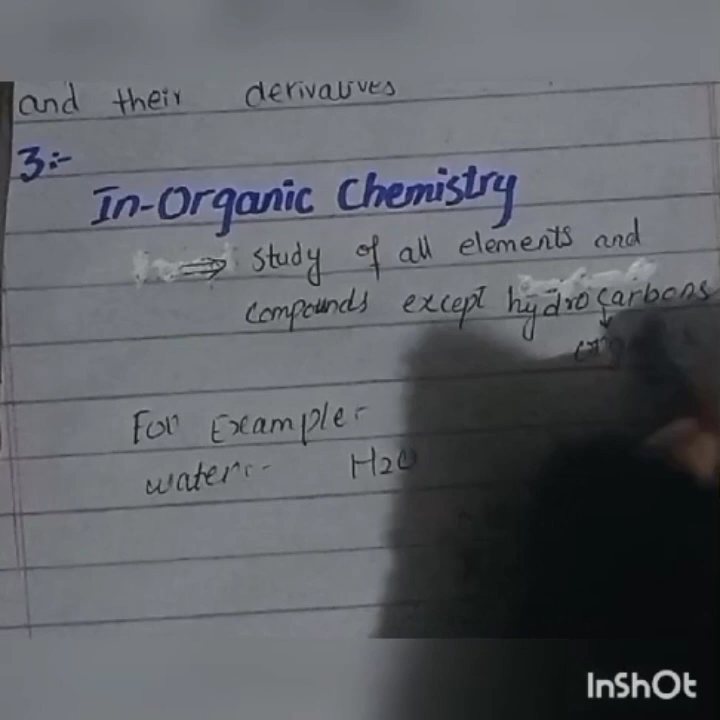 and their derivatives
3:-
In-Organic Chemistry
⇒ study of all elements and
compounds except hydrocarbons
For Example:-
water:- H2O
InShOt